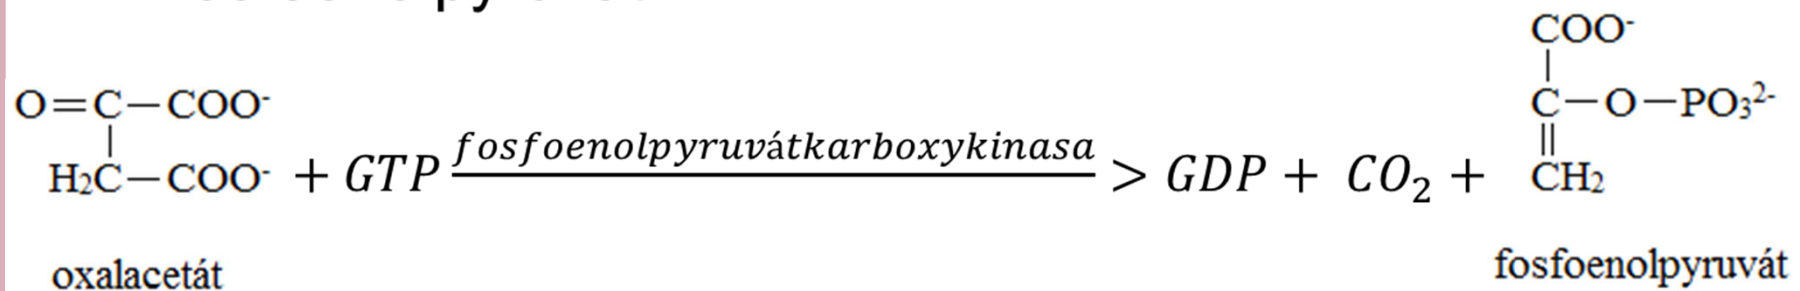 COO⁻
O=C—COO⁻
C—O—PO₃²⁻
H₂C—COO⁻ + GTP fosfoenolpyruvátkarboxykinasa > GDP + CO₂ + CH₂
oxalacetát
fosfoenolpyruvát